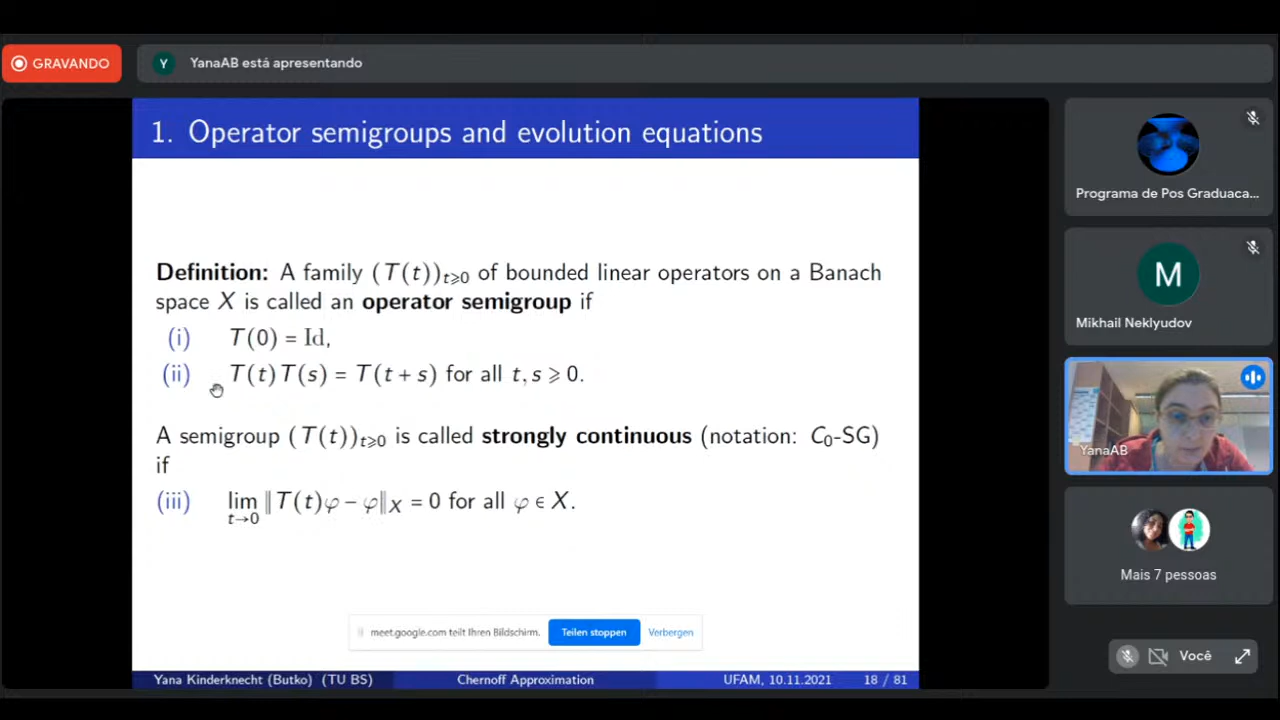 GRAVANDO
Y YanaAB está apresentando
1. Operator semigroups and evolution equations
Definition: A family (T(t))t⩾0 of bounded linear operators on a Banach
space X is called an operator semigroup if
(i) T(0) = Id,
(ii) T(t)T(s) = T(t + s) for all t, s ⩾ 0.
A semigroup (T(t))t⩾0 is called strongly continuous (notation: C0-SG)
if
(iii) lim t→0 ‖T(t)φ − φ‖X = 0 for all φ ∈ X.
meet.google.com teilt Ihren Bildschirm. Teilen stoppen Verbergen
Yana Kinderknecht (Butko) (TU BS) Chernoff Approximation UFAM, 10.11.2021 18 / 81
Programa de Pos Graduaca...
M
Mikhail Neklyudov
YanaAB
Mais 7 pessoas
Você